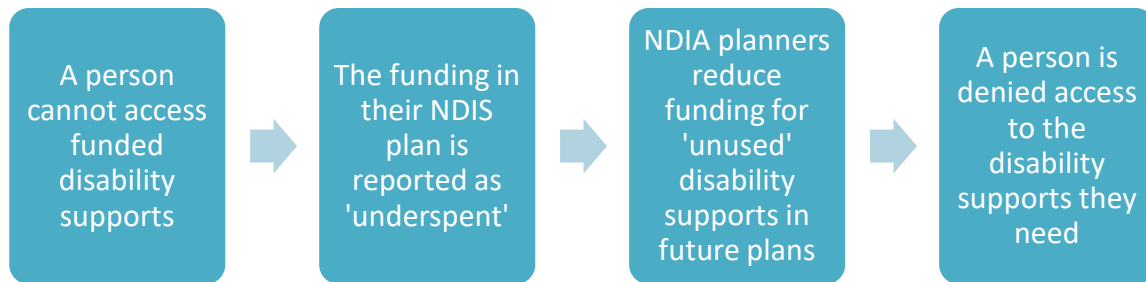 A person
cannot access
funded
disability
supports
The funding in
their NDIS
plan is
reported as
'underspent'
NDIA planners
reduce
funding for
'unused'
disability
supports in
future plans
A person is
denied access
to the
disability
supports they
need